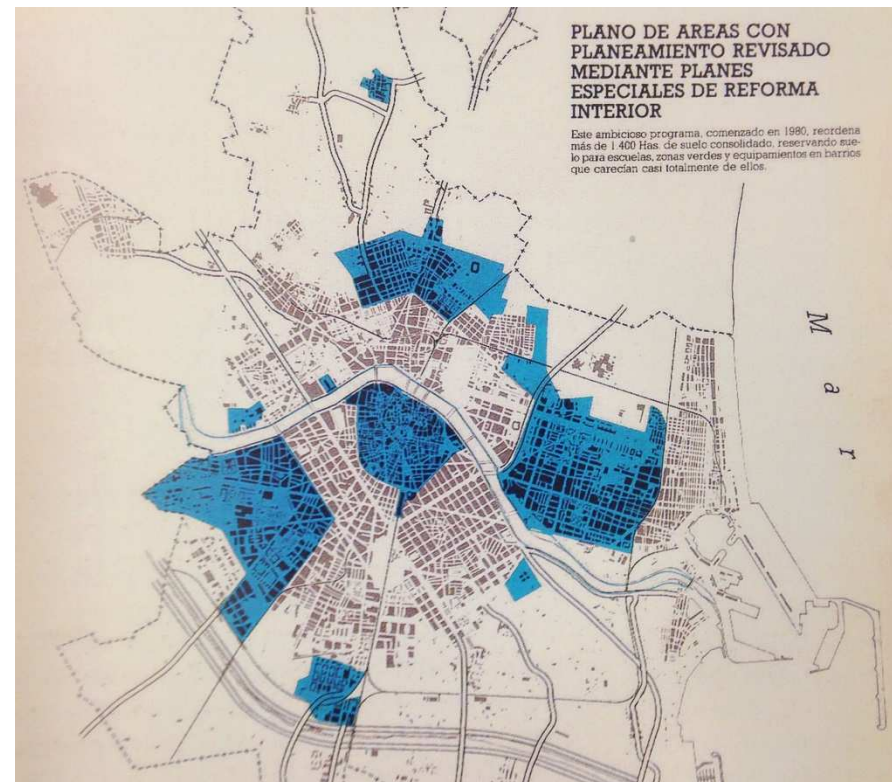 PLANO DE AREAS CON
PLANEAMIENTO REVISADO
MEDIANTE PLANES
ESPECIALES DE REFORMA
INTERIOR
Este ambicioso programa, comenzado en 1980, reordena
más de 1 400 Has. de suelo consolidado, reservando sue-
lo para escuelas, zonas verdes y equipamientos en barrios
que carecían casi totalmente de ellos.
Mar